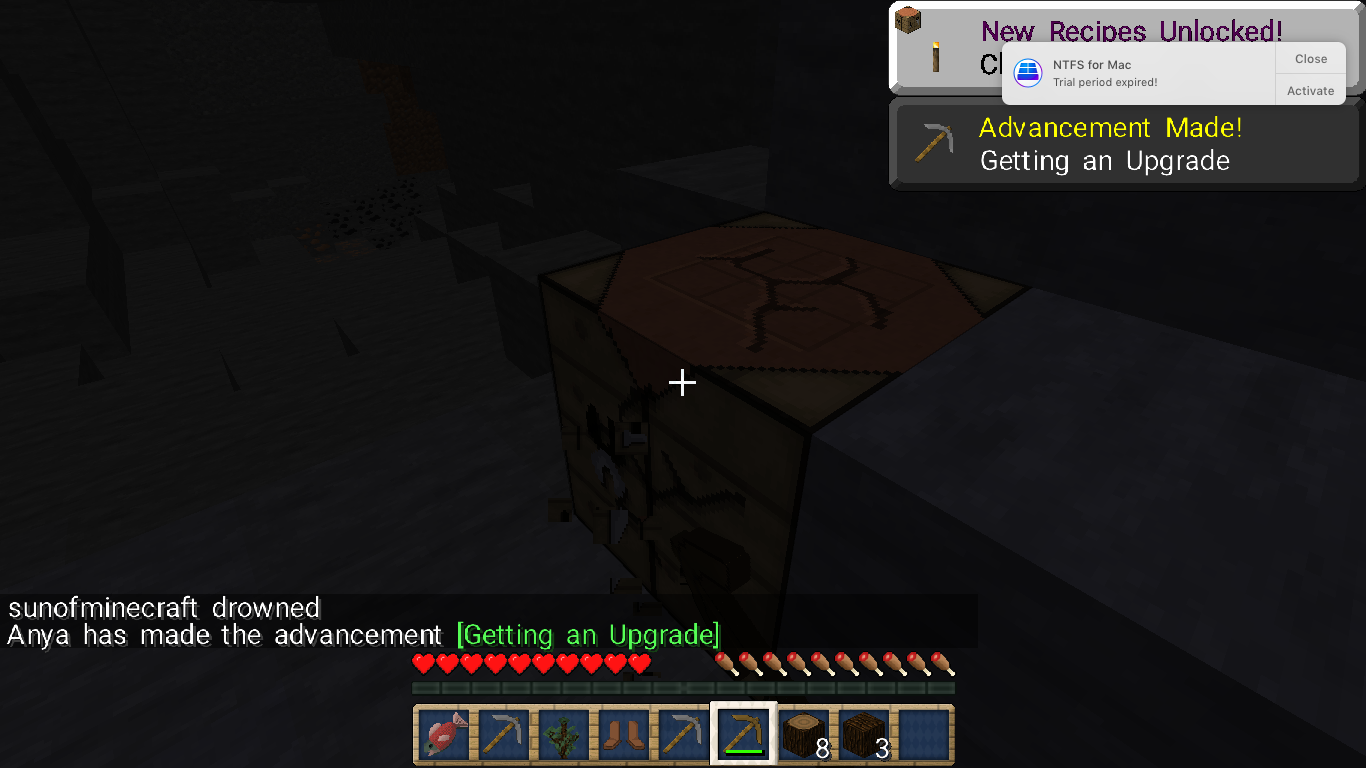 New Recipes Unlocked!
NTFS for Mac
Trial period expired!
Close
Activate
Advancement Made!
Getting an Upgrade
sunofminecraft drowned
Anya has made the advancement [Getting an Upgrade]
8
3